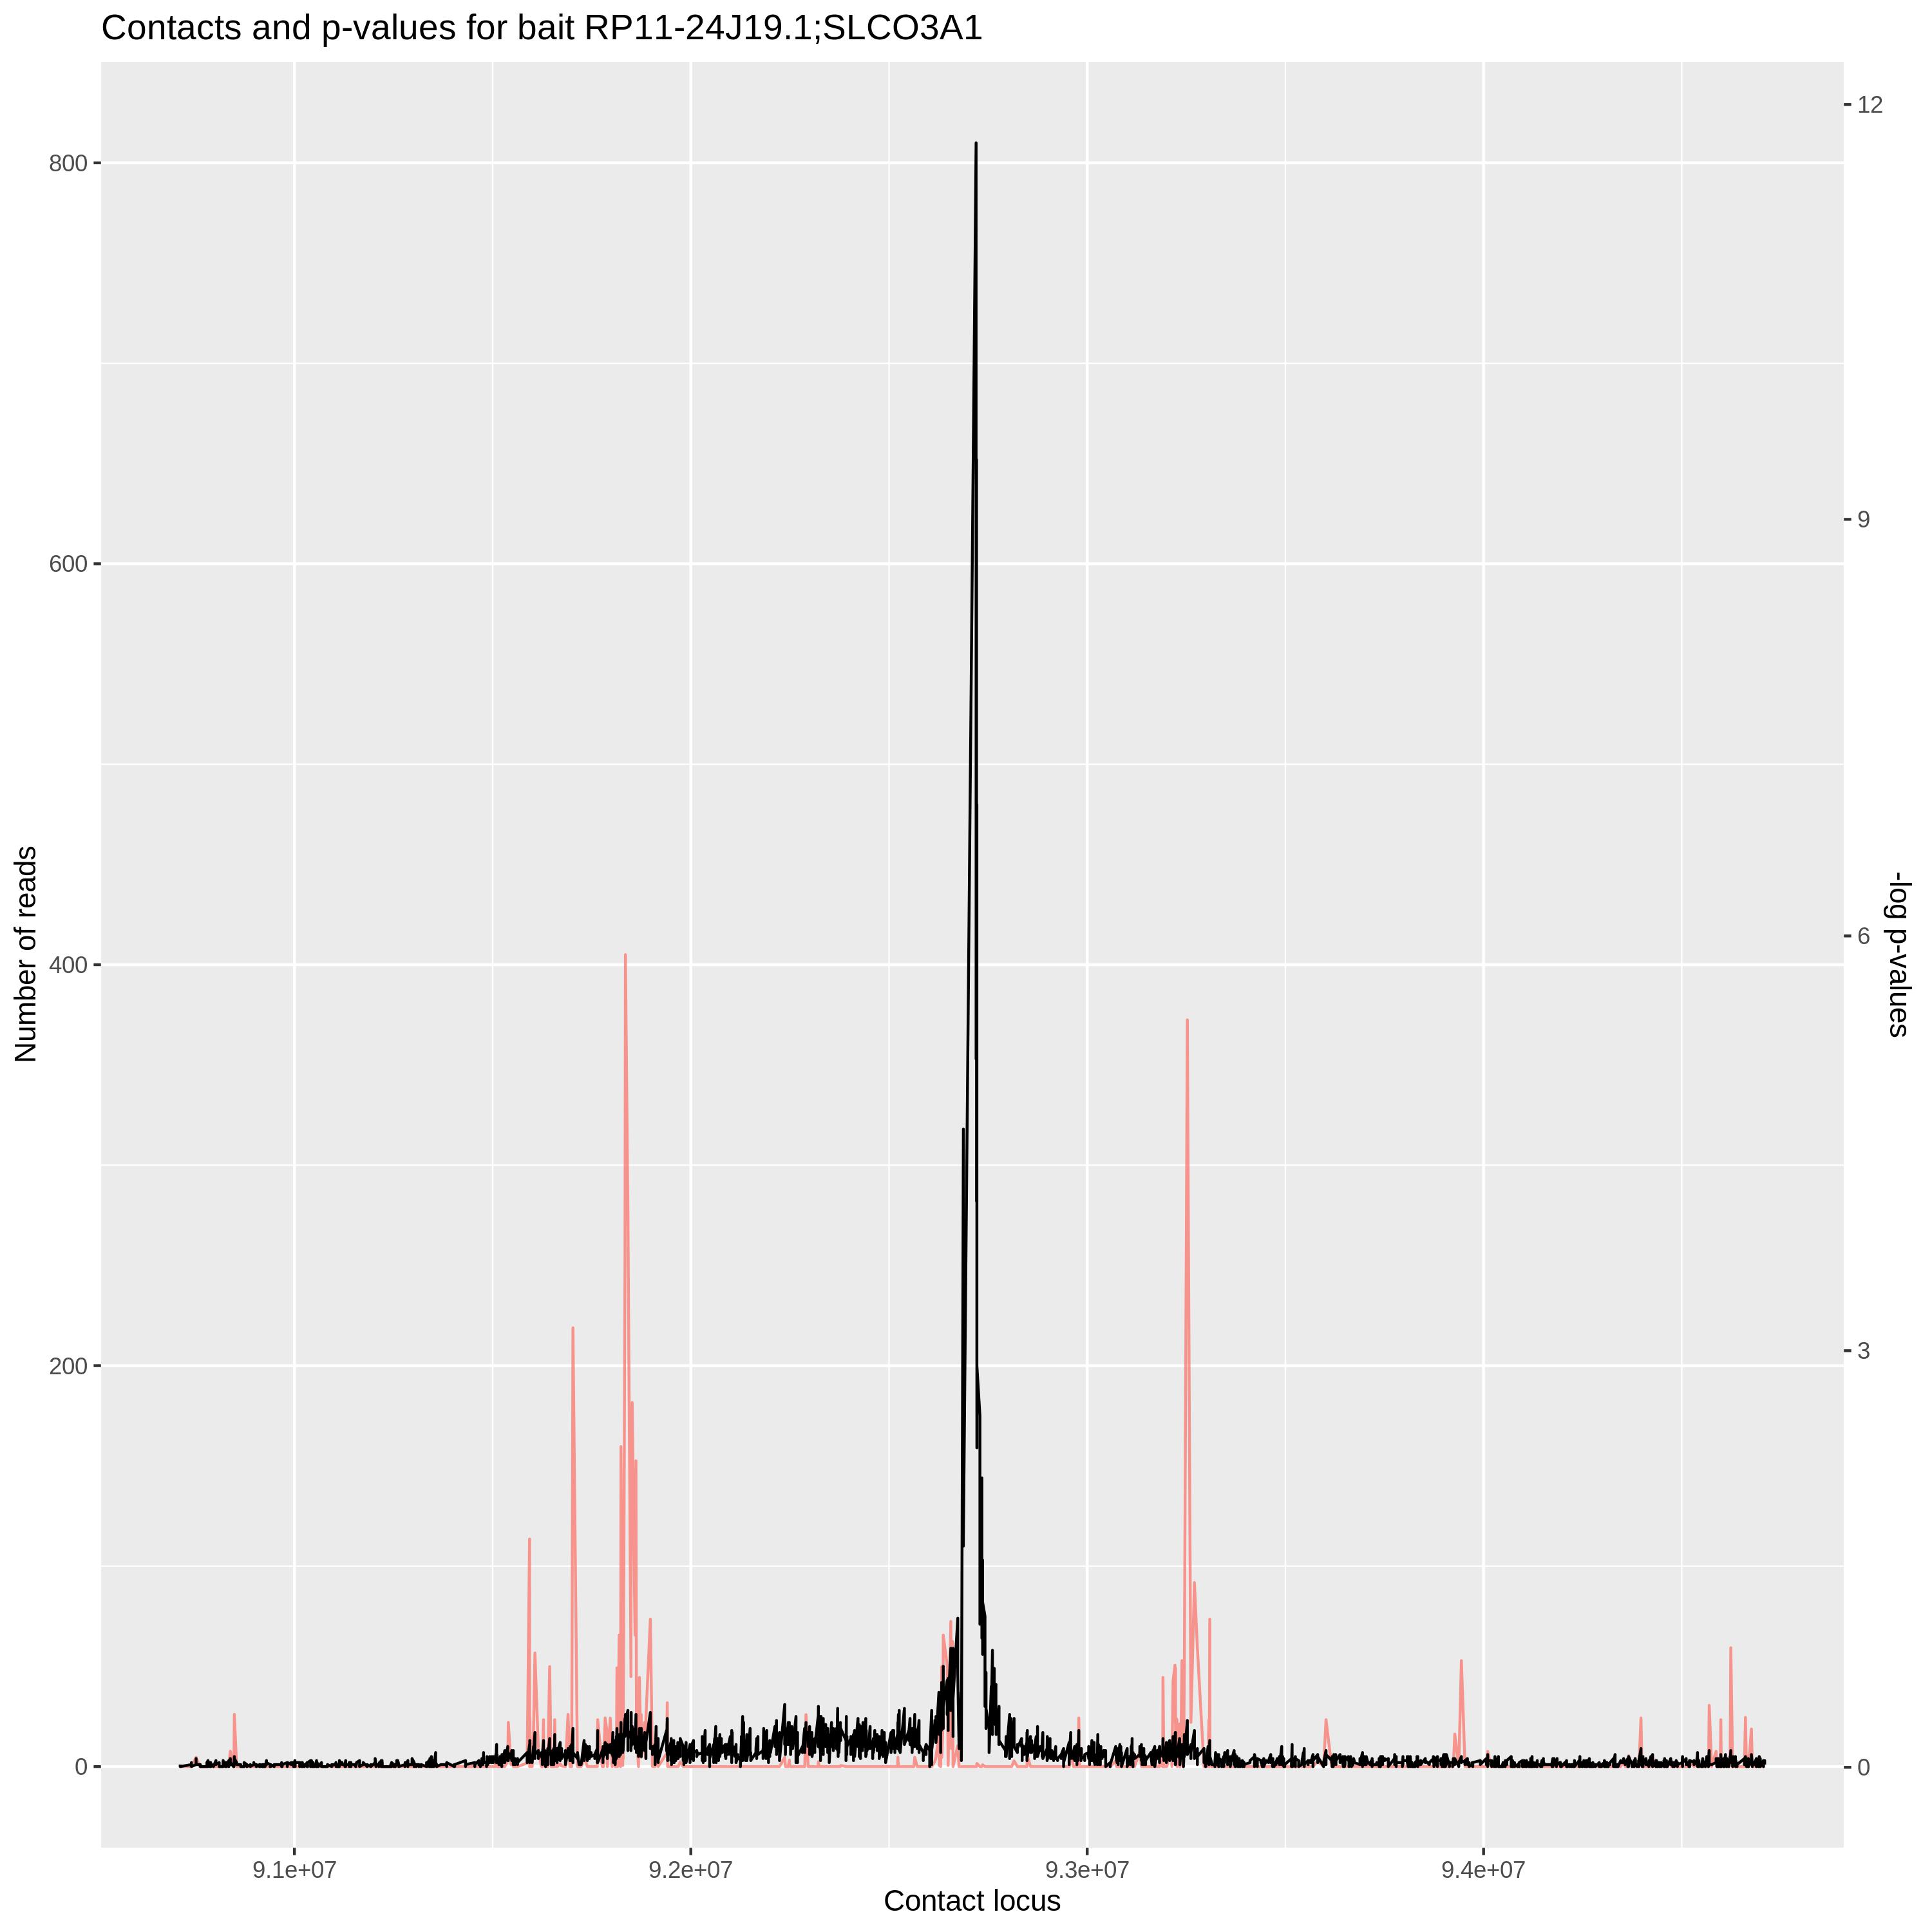 Contacts and p-values for bait RP11-24J19.1;SLCO3A1
12
800
9
600
Number of reads
-log p-values
400
6
200
3
0
0
9.1e+07
9.2e+07
9.3e+07
9.4e+07
Contact locus